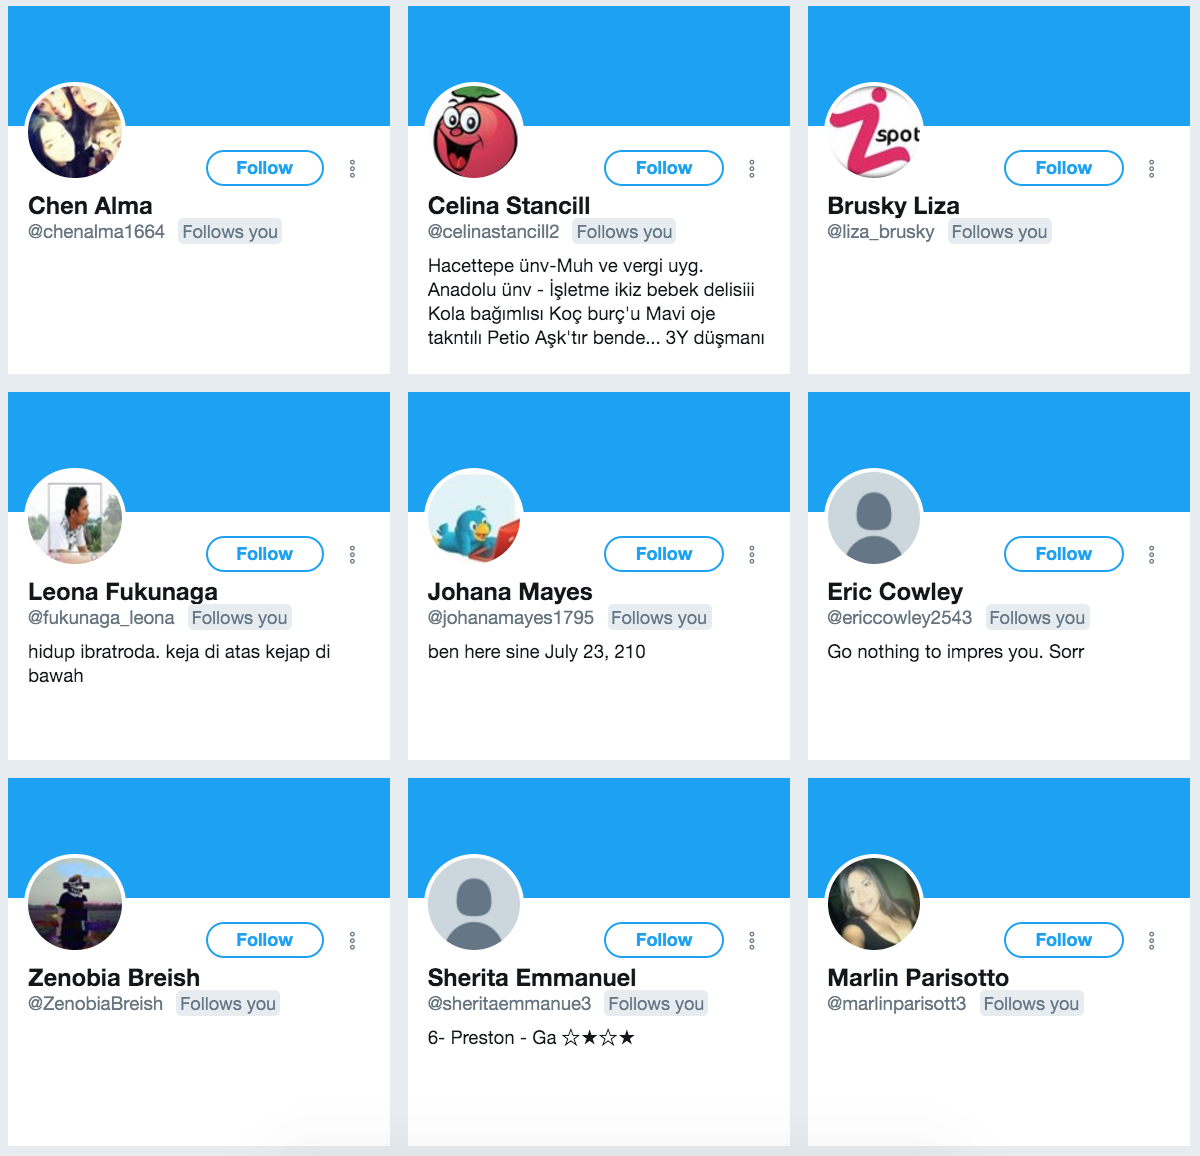 Follow
Chen Alma
@chenalma1664 Follows you
Follow
Celina Stancill
@celinastancill2 Follows you
Hacettepe ünv-Muh ve vergi uyg.
Anadolu ünv - İşletme ikiz bebek delisiii
Kola bağımlısı Koç burç'u Mavi oje
takntılı Petio Aşk'tır bende... 3Y düşmanı
Zspot
Follow
Brusky Liza
@liza_brusky Follows you
Follow
Leona Fukunaga
@fukunaga_leona Follows you
hidup ibratroda. keja di atas kejap di
bawah
Follow
Johana Mayes
@johanamayes1795 Follows you
ben here sine July 23, 210
Follow
Eric Cowley
@ericcowley2543 Follows you
Go nothing to impres you. Sorr
Follow
Zenobia Breish
@ZenobiaBreish Follows you
Follow
Sherita Emmanuel
@sheritaemmanue3 Follows you
6- Preston - Ga ☆★☆★
Follow
Marlin Parisotto
@marlinparisott3 Follows you